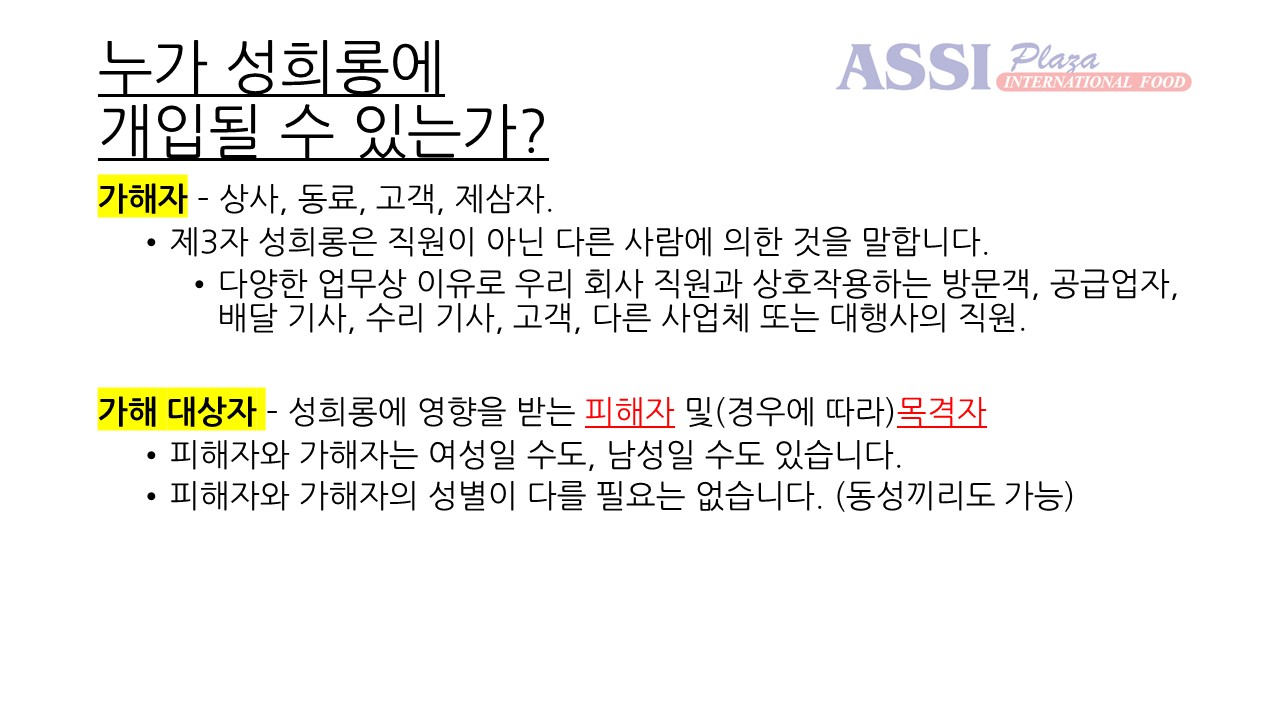 누가 성희롱에
개입될 수 있는가?
ASSI Plaza
INTERNATIONAL FOOD
가해자 - 상사, 동료, 고객, 제삼자.
• 제3자 성희롱은 직원이 아닌 다른 사람에 의한 것을 말합니다.
• 다양한 업무상 이유로 우리 회사 직원과 상호작용하는 방문객, 공급업자,
배달 기사, 수리 기사, 고객, 다른 사업체 또는 대행사의 직원.
가해 대상자 - 성희롱에 영향을 받는 피해자 및(경우에 따라)목격자
• 피해자와 가해자는 여성일 수도, 남성일 수도 있습니다.
• 피해자와 가해자의 성별이 다를 필요는 없습니다. (동성끼리도 가능)